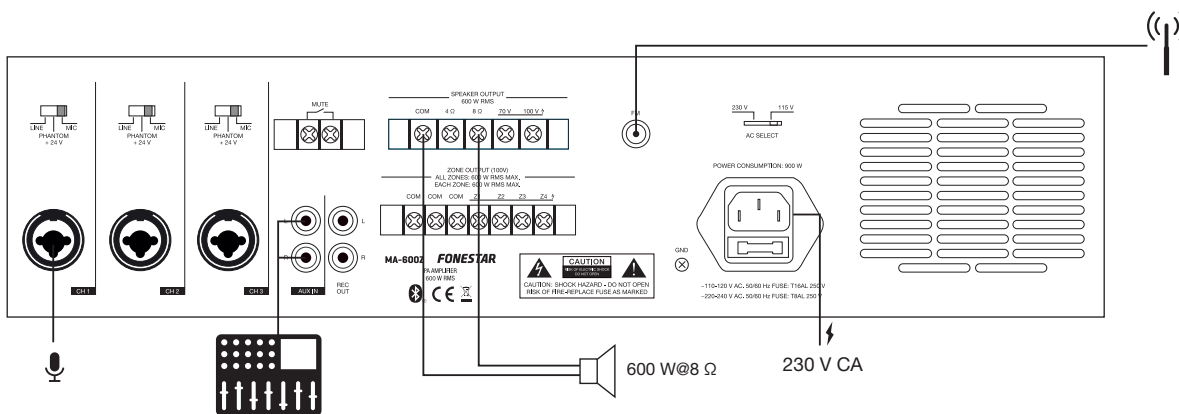 LINE
MIC
PHANTOM
+ 24 V
LINE
MIC
PHANTOM
+ 24 V
LINE
MIC
PHANTOM
+ 24 V
CH 1
CH 2
CH 3
MUTE
L
L
R
R
AUX IN
REC
OUT
SPEAKER OUTPUT
600 W RMS
COM 4 Ω 8 Ω 70 V 100 V
ZONE OUTPUT (100V)
ALL ZONES: 600 W RMS MAX.
EACH ZONE: 600 W RMS MAX.
COM COM COM Z1 Z2 Z3 Z4
MA-600Z FONESTAR
PA AMPLIFIER
600 W RMS
CE
CAUTION
RISK OF ELECTRIC SHOCK
DO NOT OPEN
CAUTION: SHOCK HAZARD - DO NOT OPEN
RISK OF FIRE-REPLACE FUSE AS MARKED
FM
230 V 115 V
AC SELECT
POWER CONSUMPTION: 900 W
GND
~110-120 V AC. 50/60 Hz FUSE: T16AL 250 V
~220-240 V AC. 50/60 Hz FUSE: T8AL 250 V
600 W@8 Ω
230 V CA